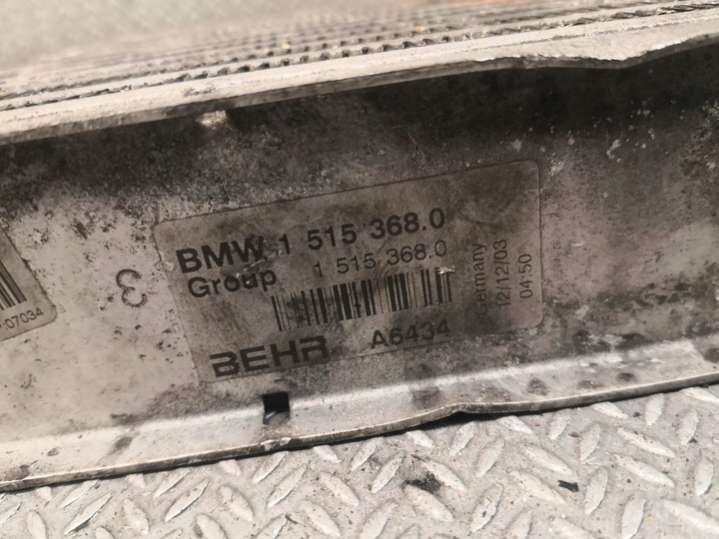 BMW 1 515 368.0
Group 1 515 368.0
BEHR A6434
Germany
12/12/03
04:50
3
07034